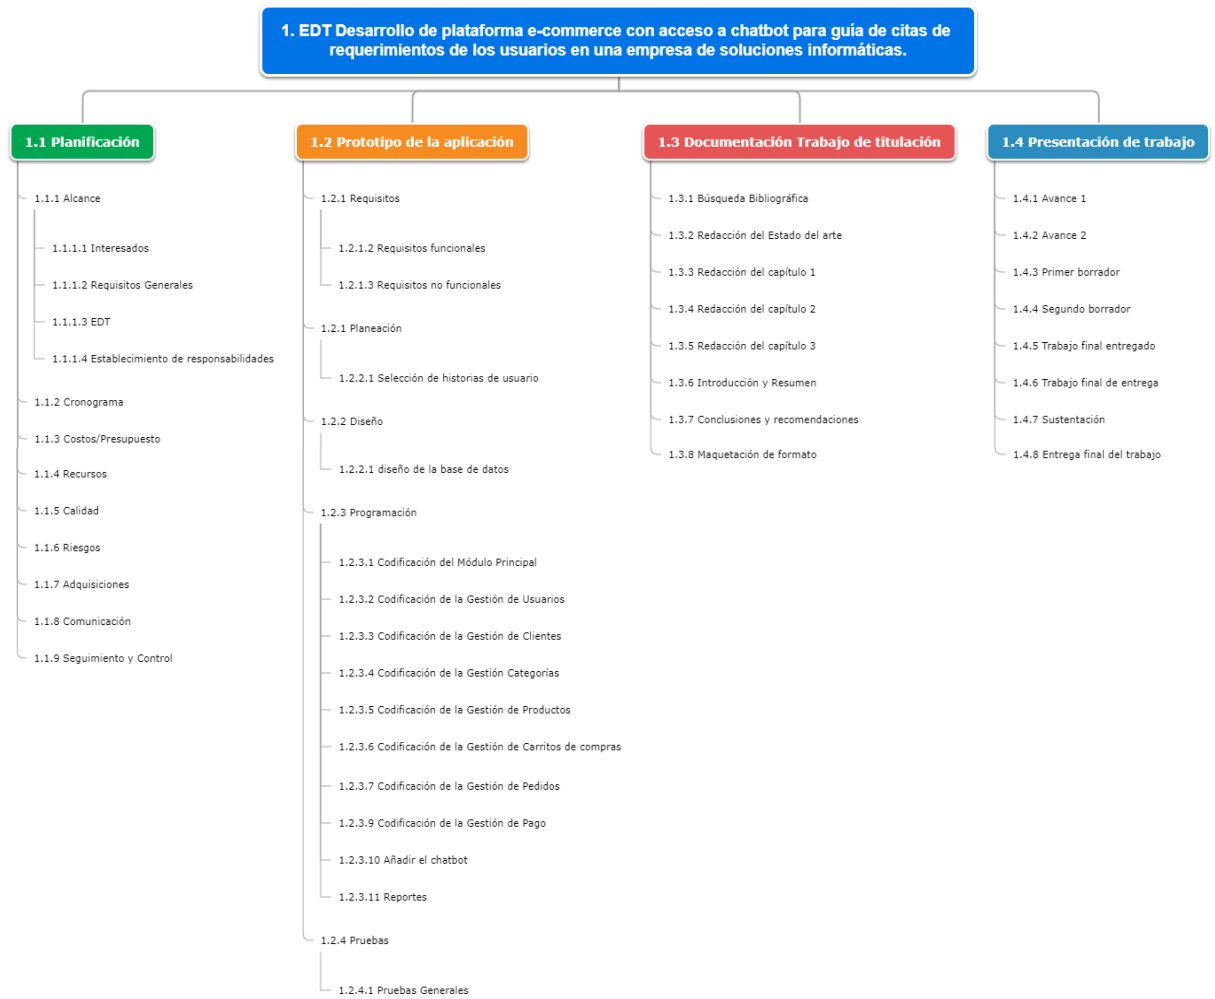 1. EDT Desarrollo de plataforma e-commerce con acceso a chatbot para guía de citas de
requerimientos de los usuarios en una empresa de soluciones informáticas.
1.1 Planificación
1.1.1 Alcance
1.1.1.1 Interesados
1.1.1.2 Requisitos Generales
1.1.1.3 EDT
1.1.1.4 Establecimiento de responsabilidades
1.1.2 Cronograma
1.1.3 Costos/Presupuesto
1.1.4 Recursos
1.1.5 Calidad
1.1.6 Riesgos
1.1.7 Adquisiciones
1.1.8 Comunicación
1.1.9 Seguimiento y Control
1.2 Prototipo de la aplicación
1.2.1 Requisitos
1.2.1.2 Requisitos funcionales
1.2.1.3 Requisitos no funcionales
1.2.1 Planeación
1.2.2.1 Selección de historias de usuario
1.2.2 Diseño
1.2.2.1 diseño de la base de datos
1.2.3 Programación
1.2.3.1 Codificación del Módulo Principal
1.2.3.2 Codificación de la Gestión de Usuarios
1.2.3.3 Codificación de la Gestión de Clientes
1.2.3.4 Codificación de la Gestión Categorías
1.2.3.5 Codificación de la Gestión de Productos
1.2.3.6 Codificación de la Gestión de Carritos de compras
1.2.3.7 Codificación de la Gestión de Pedidos
1.2.3.9 Codificación de la Gestión de Pago
1.2.3.10 Añadir el chatbot
1.2.3.11 Reportes
1.2.4 Pruebas
1.2.4.1 Pruebas Generales
1.3 Documentación Trabajo de titulación
1.3.1 Búsqueda Bibliográfica
1.3.2 Redacción del Estado del arte
1.3.3 Redacción del capítulo 1
1.3.4 Redacción del capítulo 2
1.3.5 Redacción del capítulo 3
1.3.6 Introducción y Resumen
1.3.7 Conclusiones y recomendaciones
1.3.8 Maquetación de formato
1.4 Presentación de trabajo
1.4.1 Avance 1
1.4.2 Avance 2
1.4.3 Primer borrador
1.4.4 Segundo borrador
1.4.5 Trabajo final entregado
1.4.6 Trabajo final de entrega
1.4.7 Sustentación
1.4.8 Entrega final del trabajo